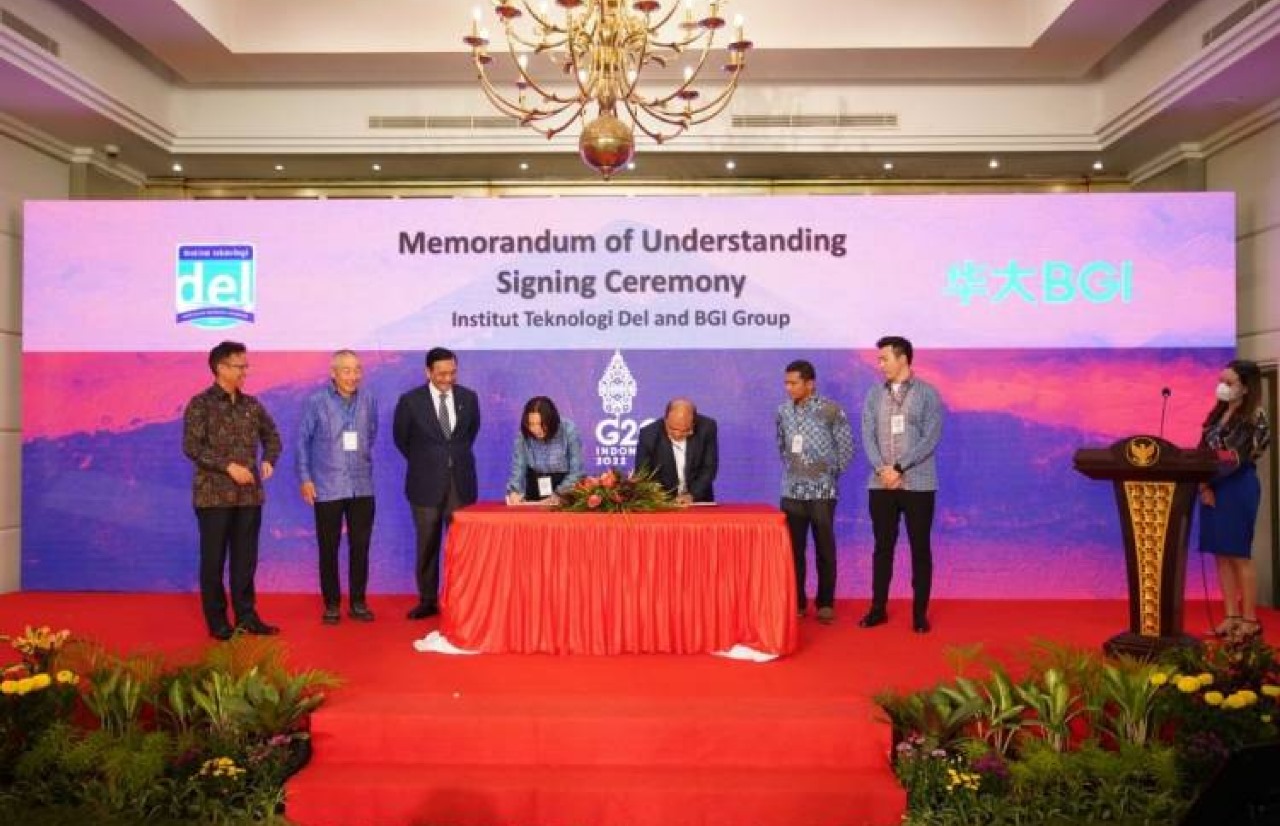 Memorandum of Understanding
Signing Ceremony
Institut Teknologi Del and BGI Group
institut teknologi
del
华大BGI
G20
INDON
2022